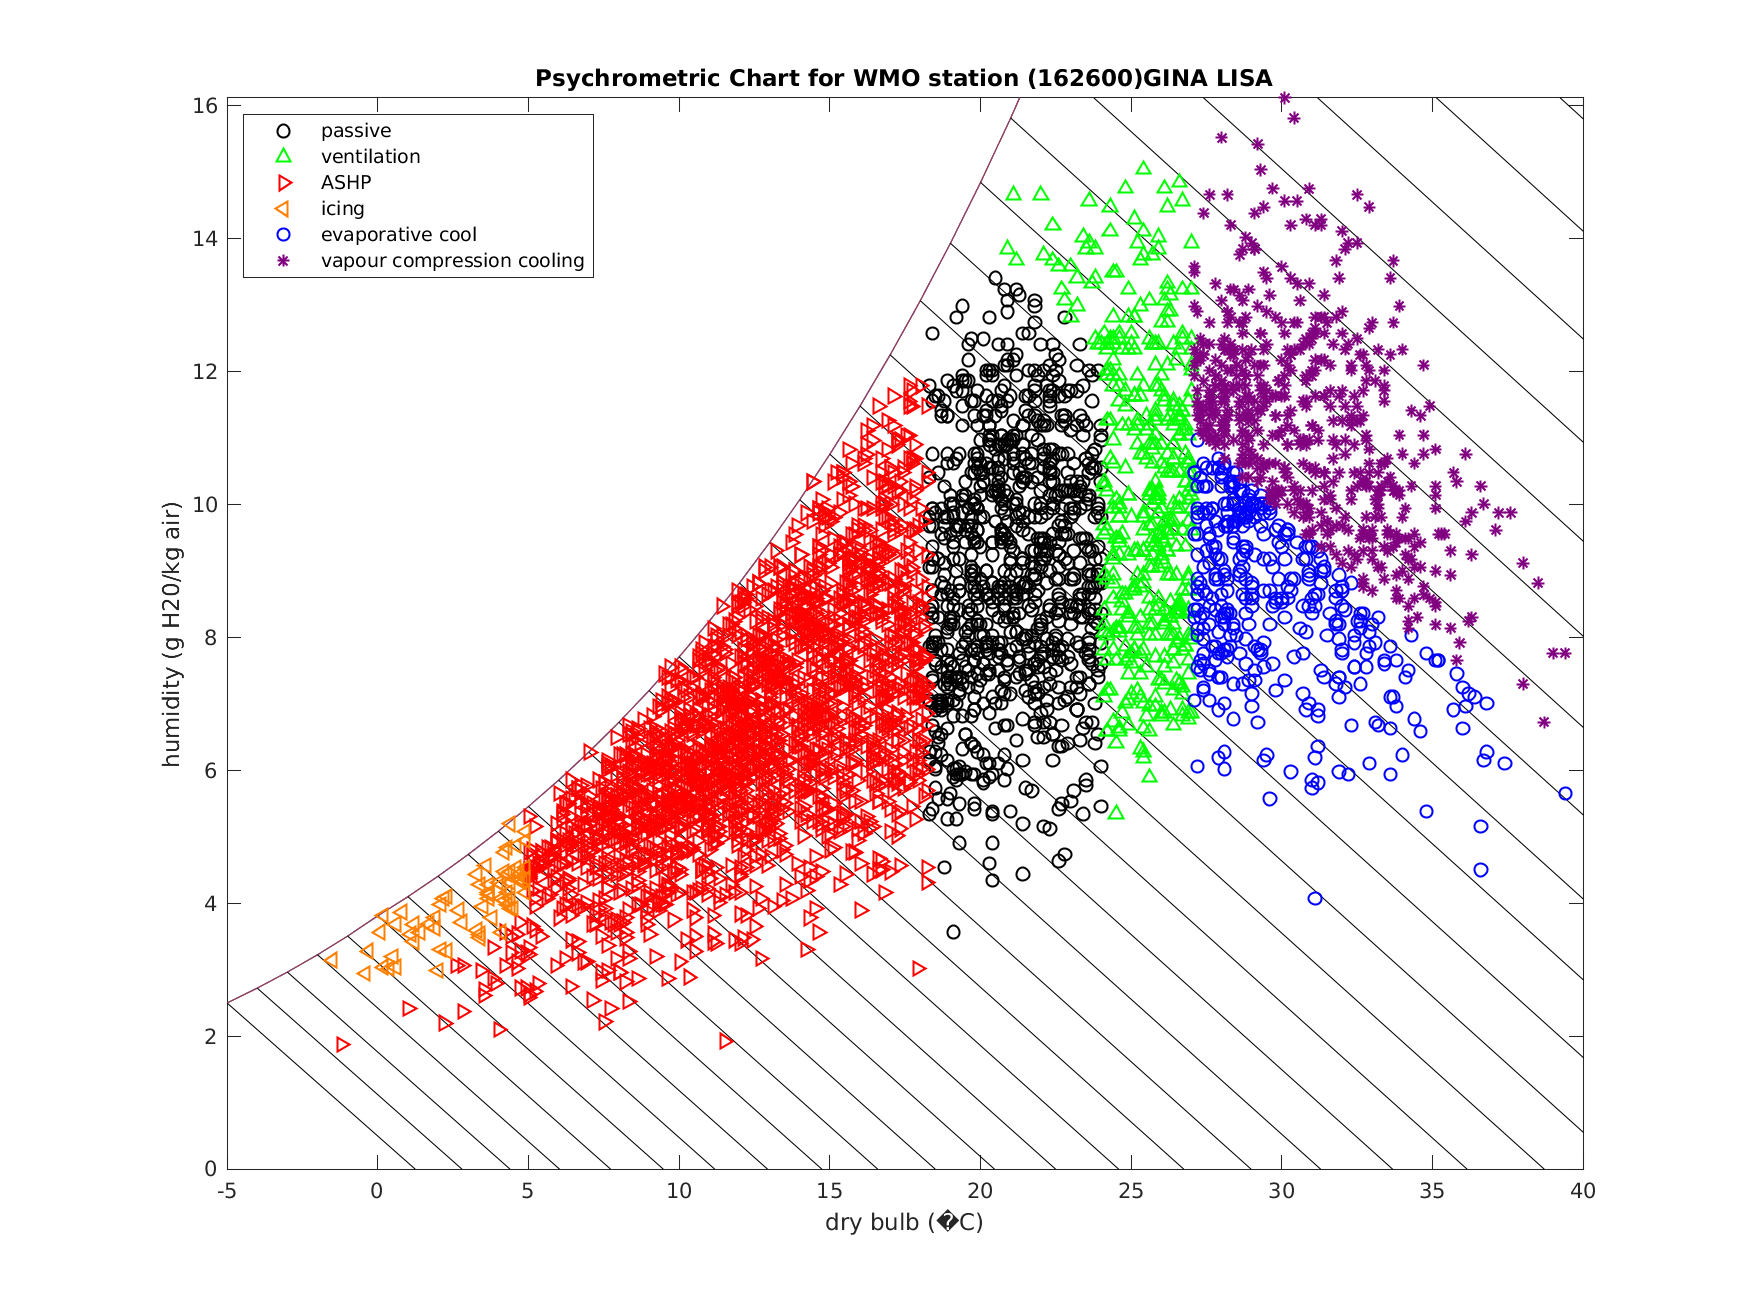 Psychrometric Chart for WMO station (162600)GINA LISA
passive
ventilation
ASHP
icing
evaporative cool
vapour compression cooling
humidity (g H20/kg air)
16
14
12
10
8
6
4
2
0
-5 0 5 10 15 20 25 30 35 40
dry bulb (�C)